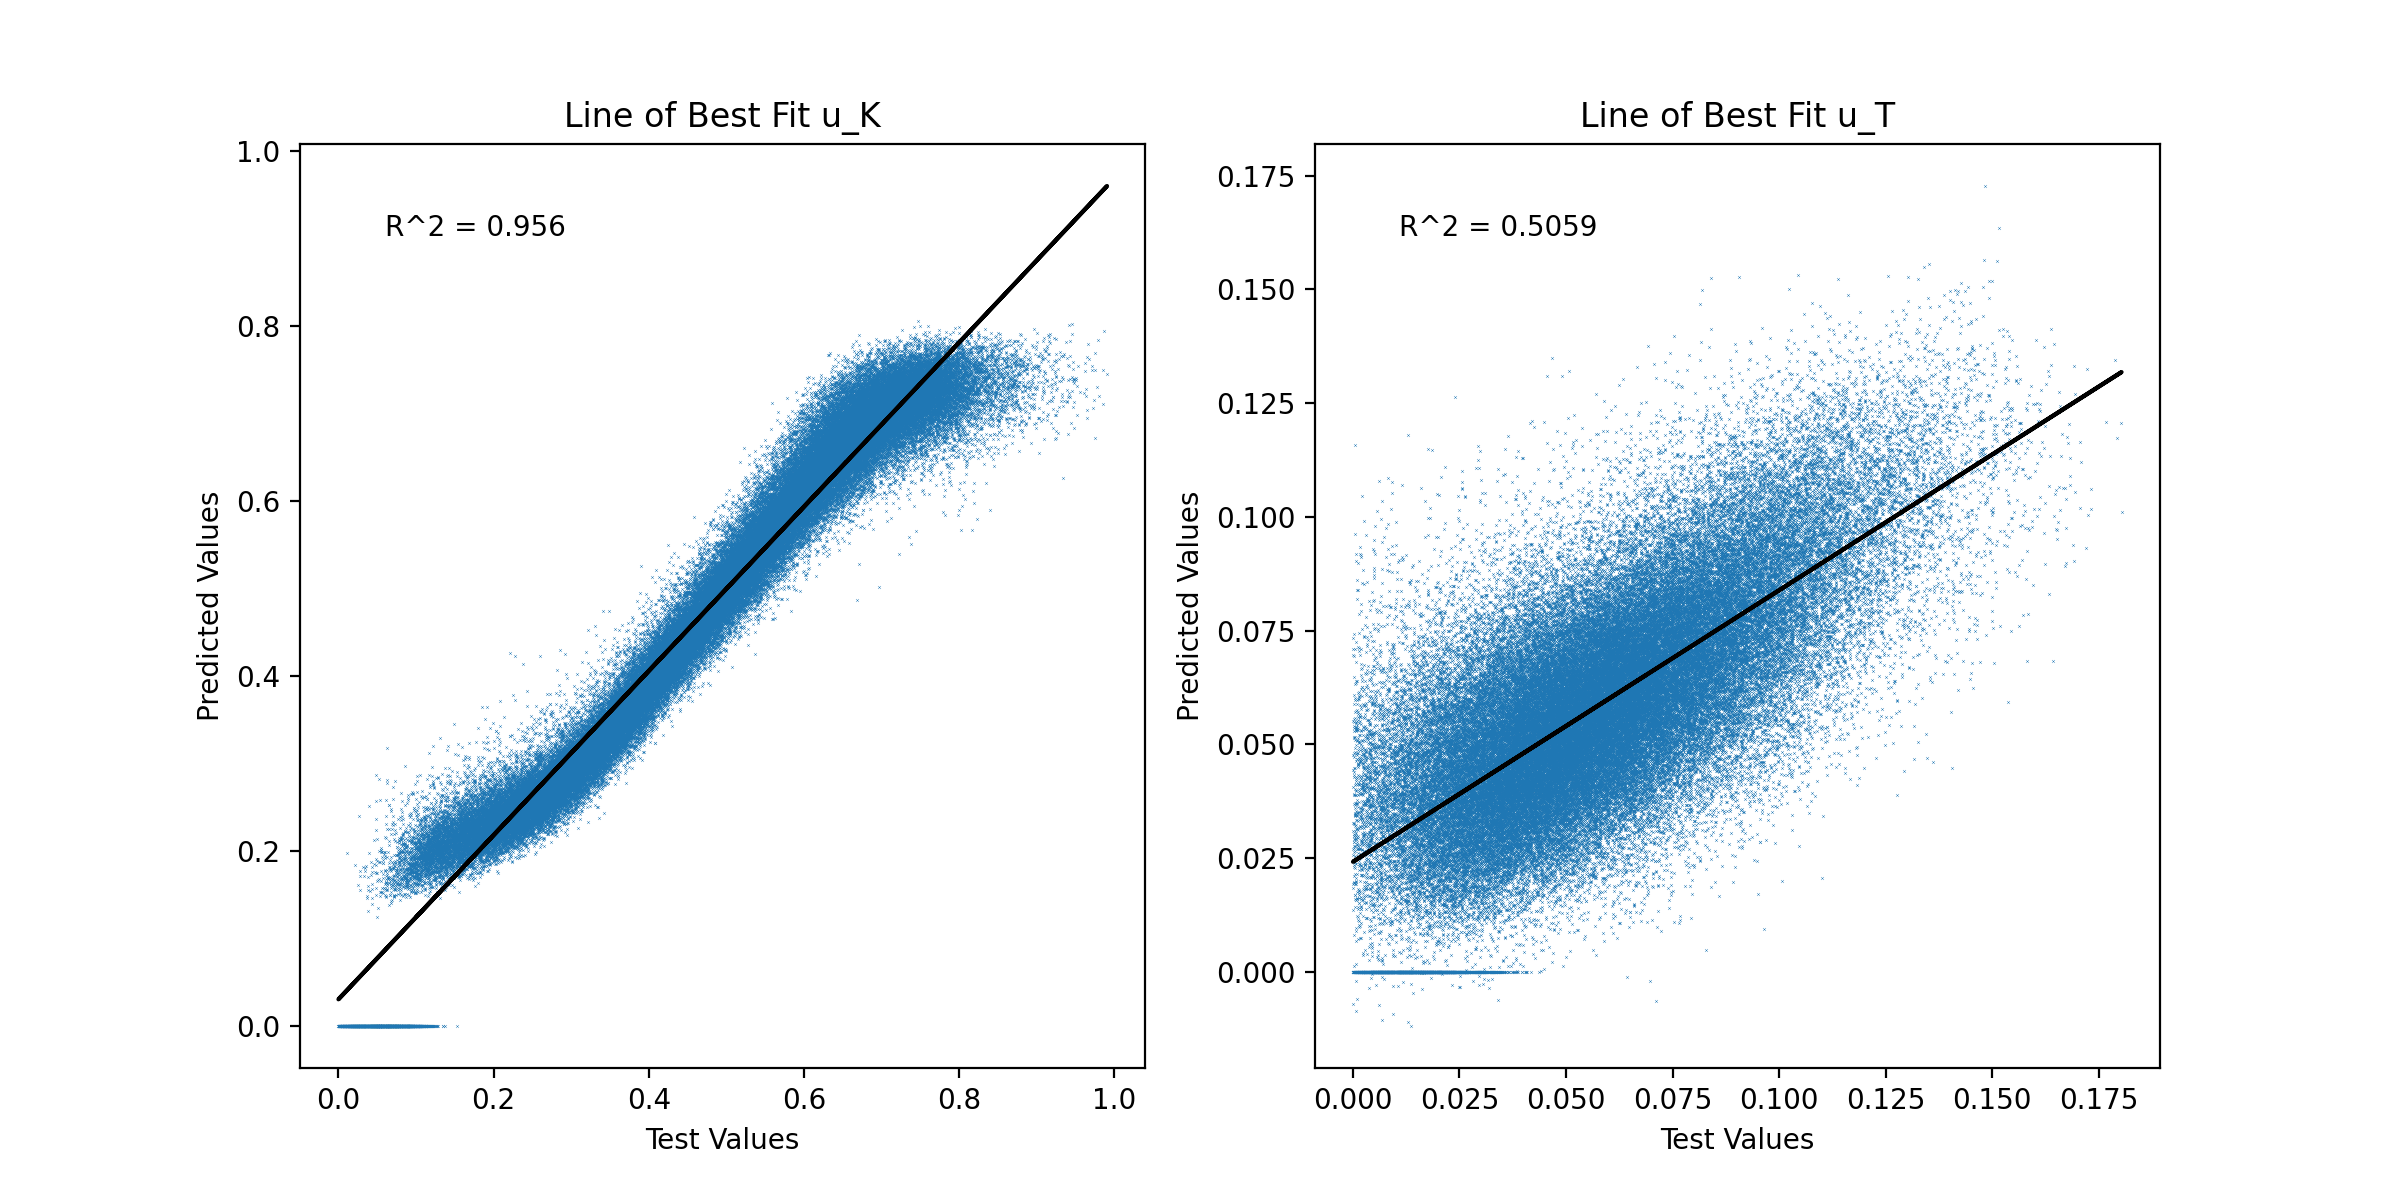 Line of Best Fit u_K
1.0
0.8
0.6
0.4
0.2
0.0
R^2 = 0.956
Predicted Values
0.0 0.2 0.4 0.6 0.8 1.0
Test Values
Line of Best Fit u_T
0.175
0.150
0.125
0.100
0.075
0.050
0.025
0.000
R^2 = 0.5059
Predicted Values
0.000 0.025 0.050 0.075 0.100 0.125 0.150 0.175
Test Values